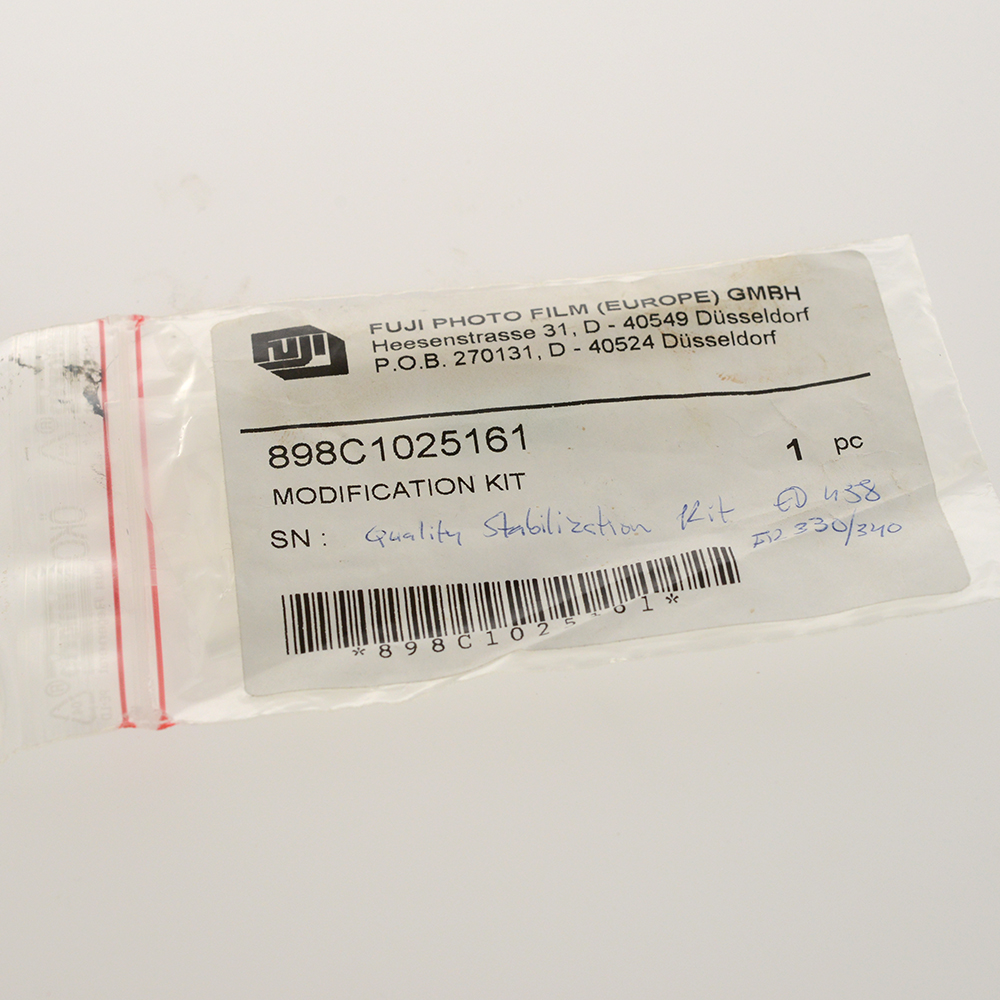 FUJI
FUJI PHOTO FILM (EUROPE) GMBH
Heesenstrasse 31, D - 40549 Düsseldorf
P.O.B. 270131, D - 40524 Düsseldorf
898C1025161 1 pc
MODIFICATION KIT
SN : Quality Stabilization Kit ED 438
330/340
*898C1025161*